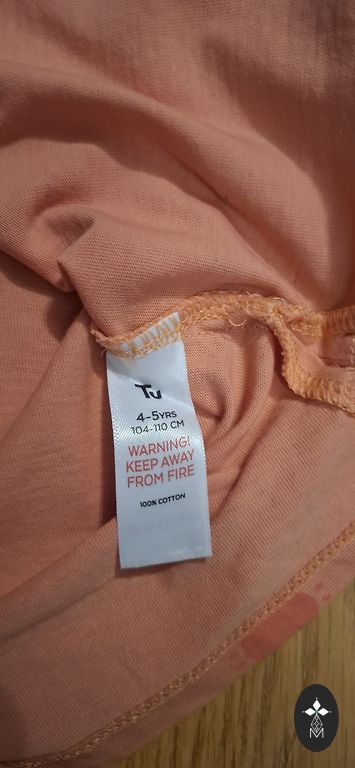 Tu
4-5YRS
104-110 CM
WARNING!
KEEP AWAY
FROM FIRE
100% COTTON
M